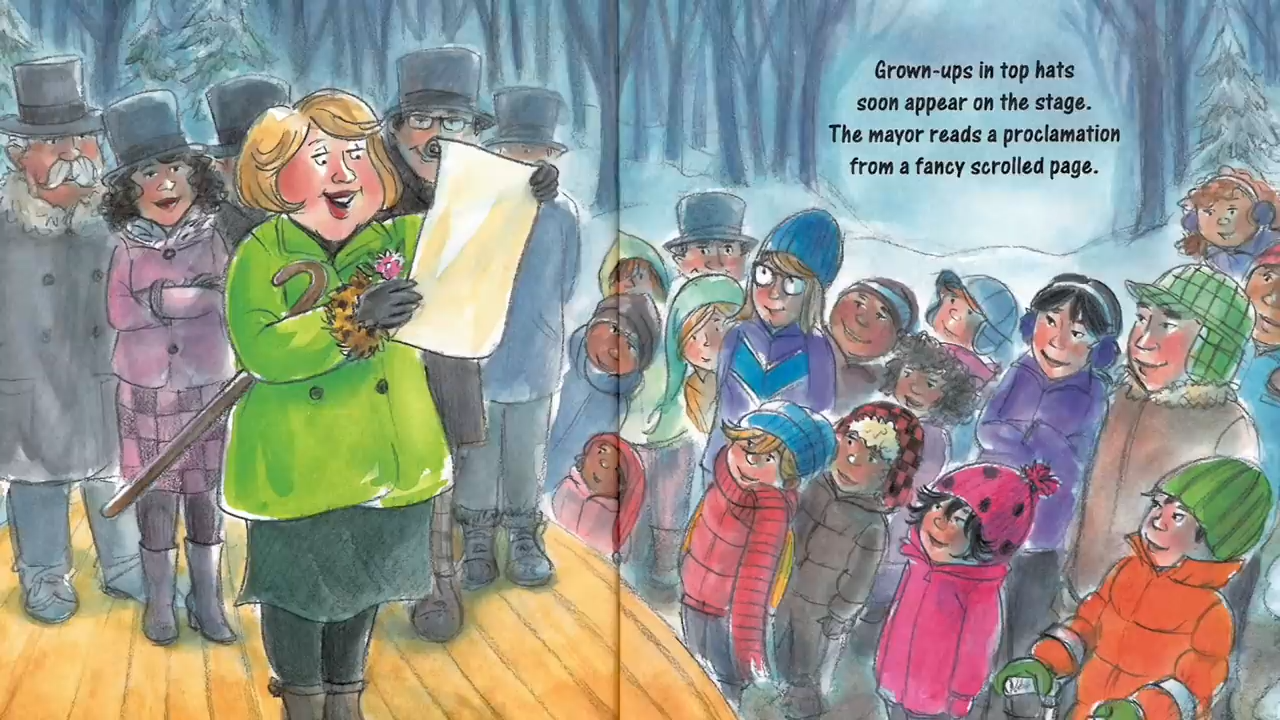 Grown-ups in top hats
soon appear on the stage.
The mayor reads a proclamation
from a fancy scrolled page.